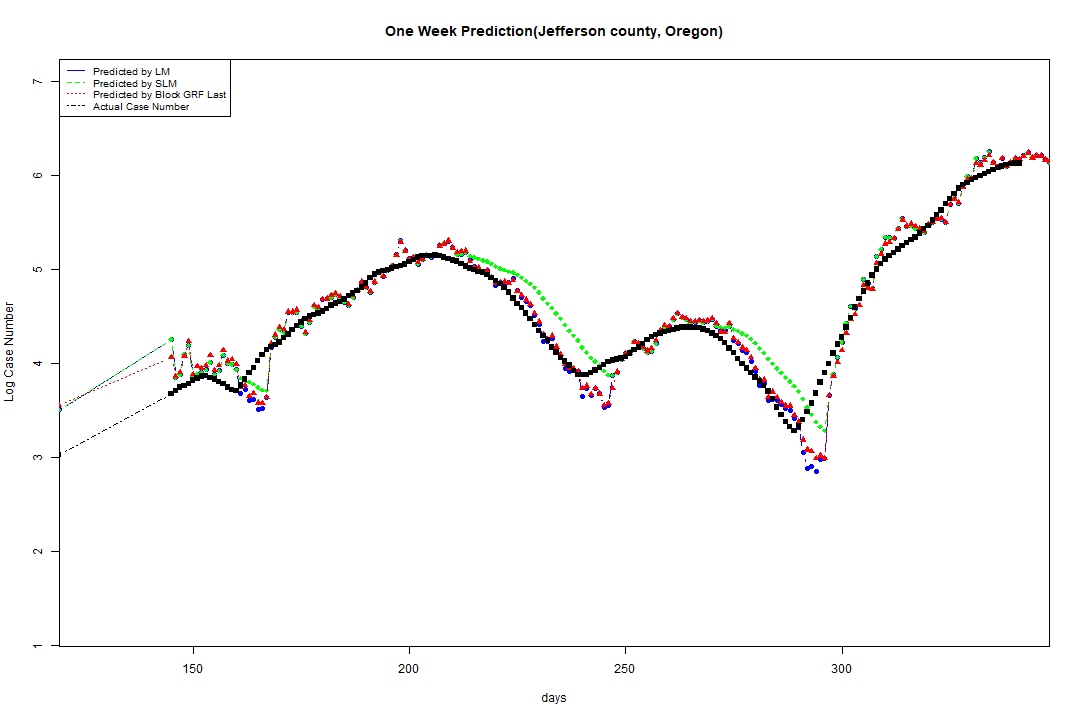 One Week Prediction(Jefferson county, Oregon)
Predicted by LM
Predicted by SLM
Predicted by Block GRF Last
Actual Case Number
7
6
5
4
3
2
1
Log Case Number
150
200
250
300
days